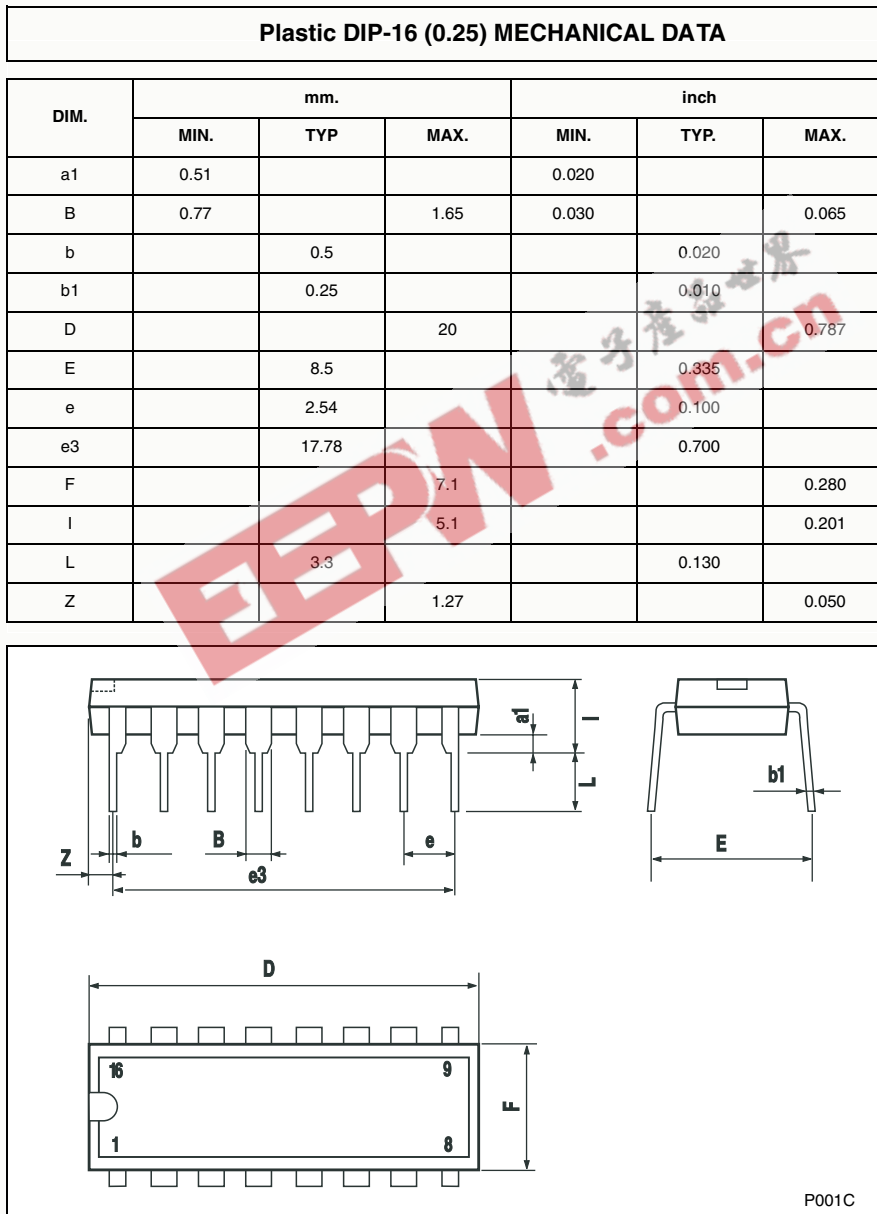 Plastic DIP-16 (0.25) MECHANICAL DATA
DIM. mm. inch
MIN. TYP MAX. MIN. TYP. MAX.
a1 0.51 0.020
B 0.77 1.65 0.030 0.065
b 0.5 0.020
b1 0.25 0.010
D 20 0.787
E 8.5 0.335
e 2.54 0.100
e3 17.78 0.700
F 7.1 0.280
I 5.1 0.201
L 3.3 0.130
Z 1.27 0.050
EEPW .com.cn
電子產品世界
a1 I
L b1
Z b B e E
e3
D
16 9
F
1 8
P001C